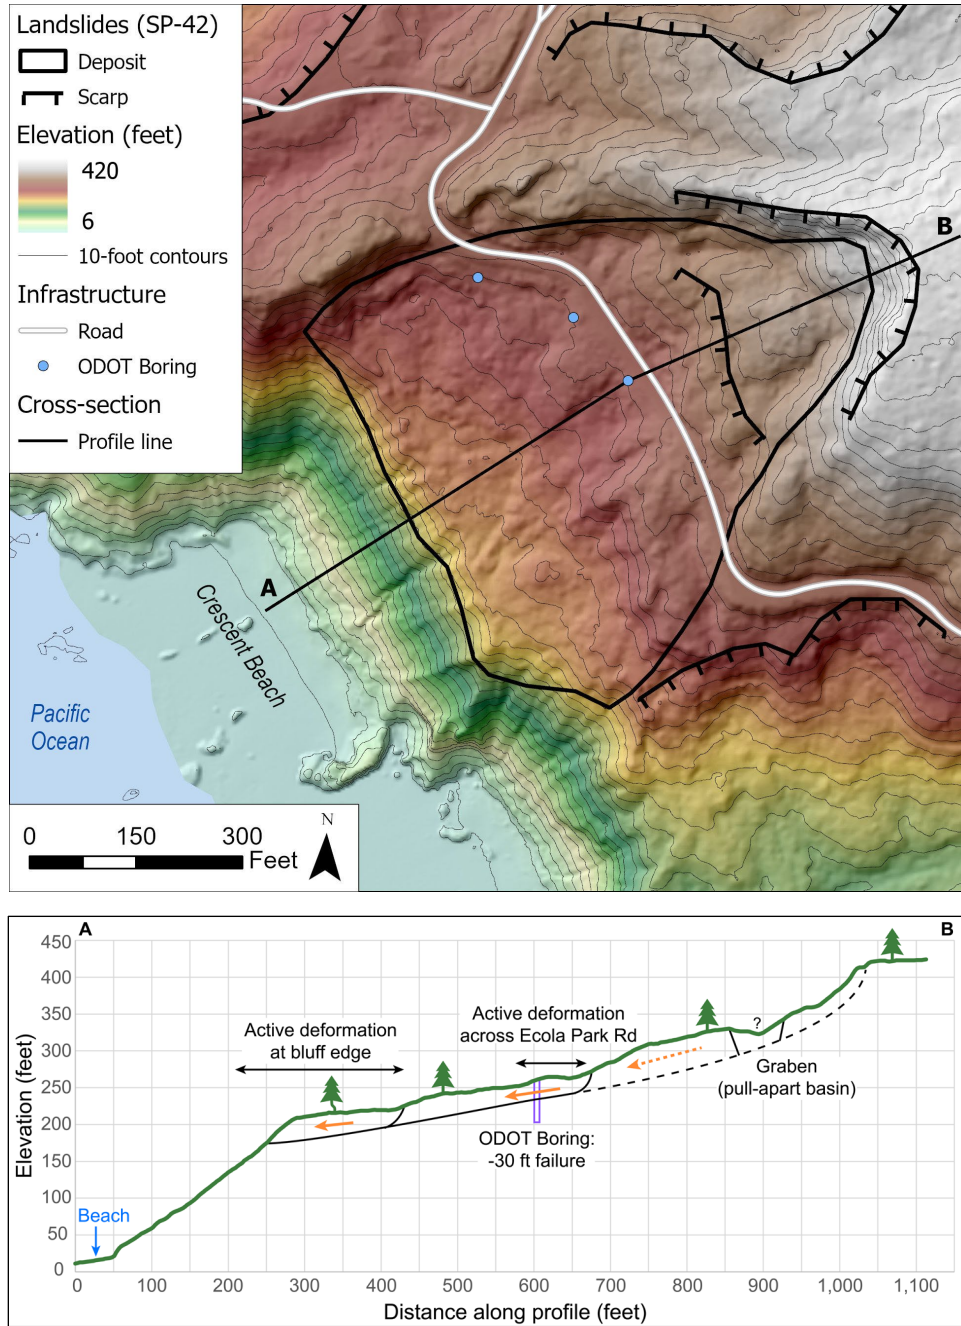 Landslides (SP-42)
Deposit
Scarp
Elevation (feet)
420
6
10-foot contours
Infrastructure
Road
ODOT Boring
Cross-section
Profile line
B
A
Crescent Beach
Pacific
Ocean
0 150 300
Feet
N
A B
450
400
350
300
250
200
150
100
50
0
Elevation (feet)
Active deformation
at bluff edge
Active deformation
across Ecola Park Rd
?
Graben
(pull-apart basin)
ODOT Boring:
-30 ft failure
Beach
0 100 200 300 400 500 600 700 800 900 1,000 1,100
Distance along profile (feet)